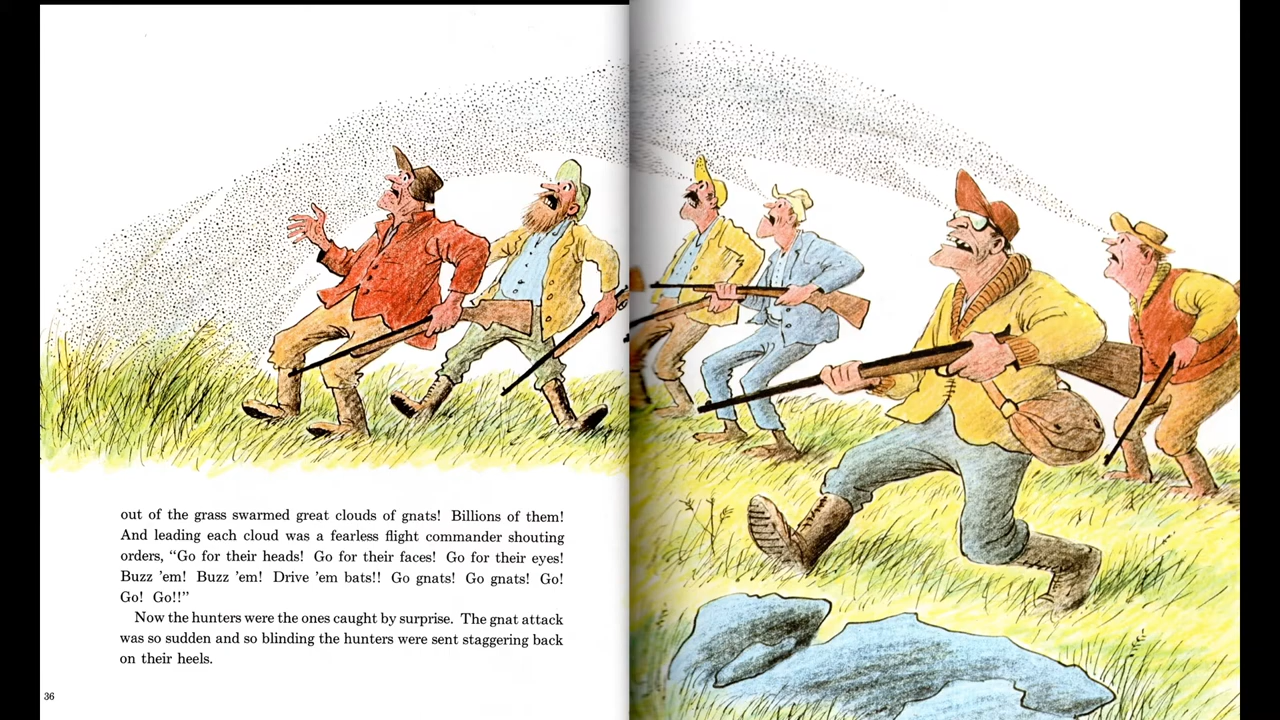 out of the grass swarmed great clouds of gnats! Billions of them!
And leading each cloud was a fearless flight commander shouting
orders, “Go for their heads! Go for their faces! Go for their eyes!
Buzz ’em! Buzz ’em! Drive ’em bats!! Go gnats! Go gnats! Go!
Go! Go!!”
Now the hunters were the ones caught by surprise. The gnat attack
was so sudden and so blinding the hunters were sent staggering back
on their heels.
36